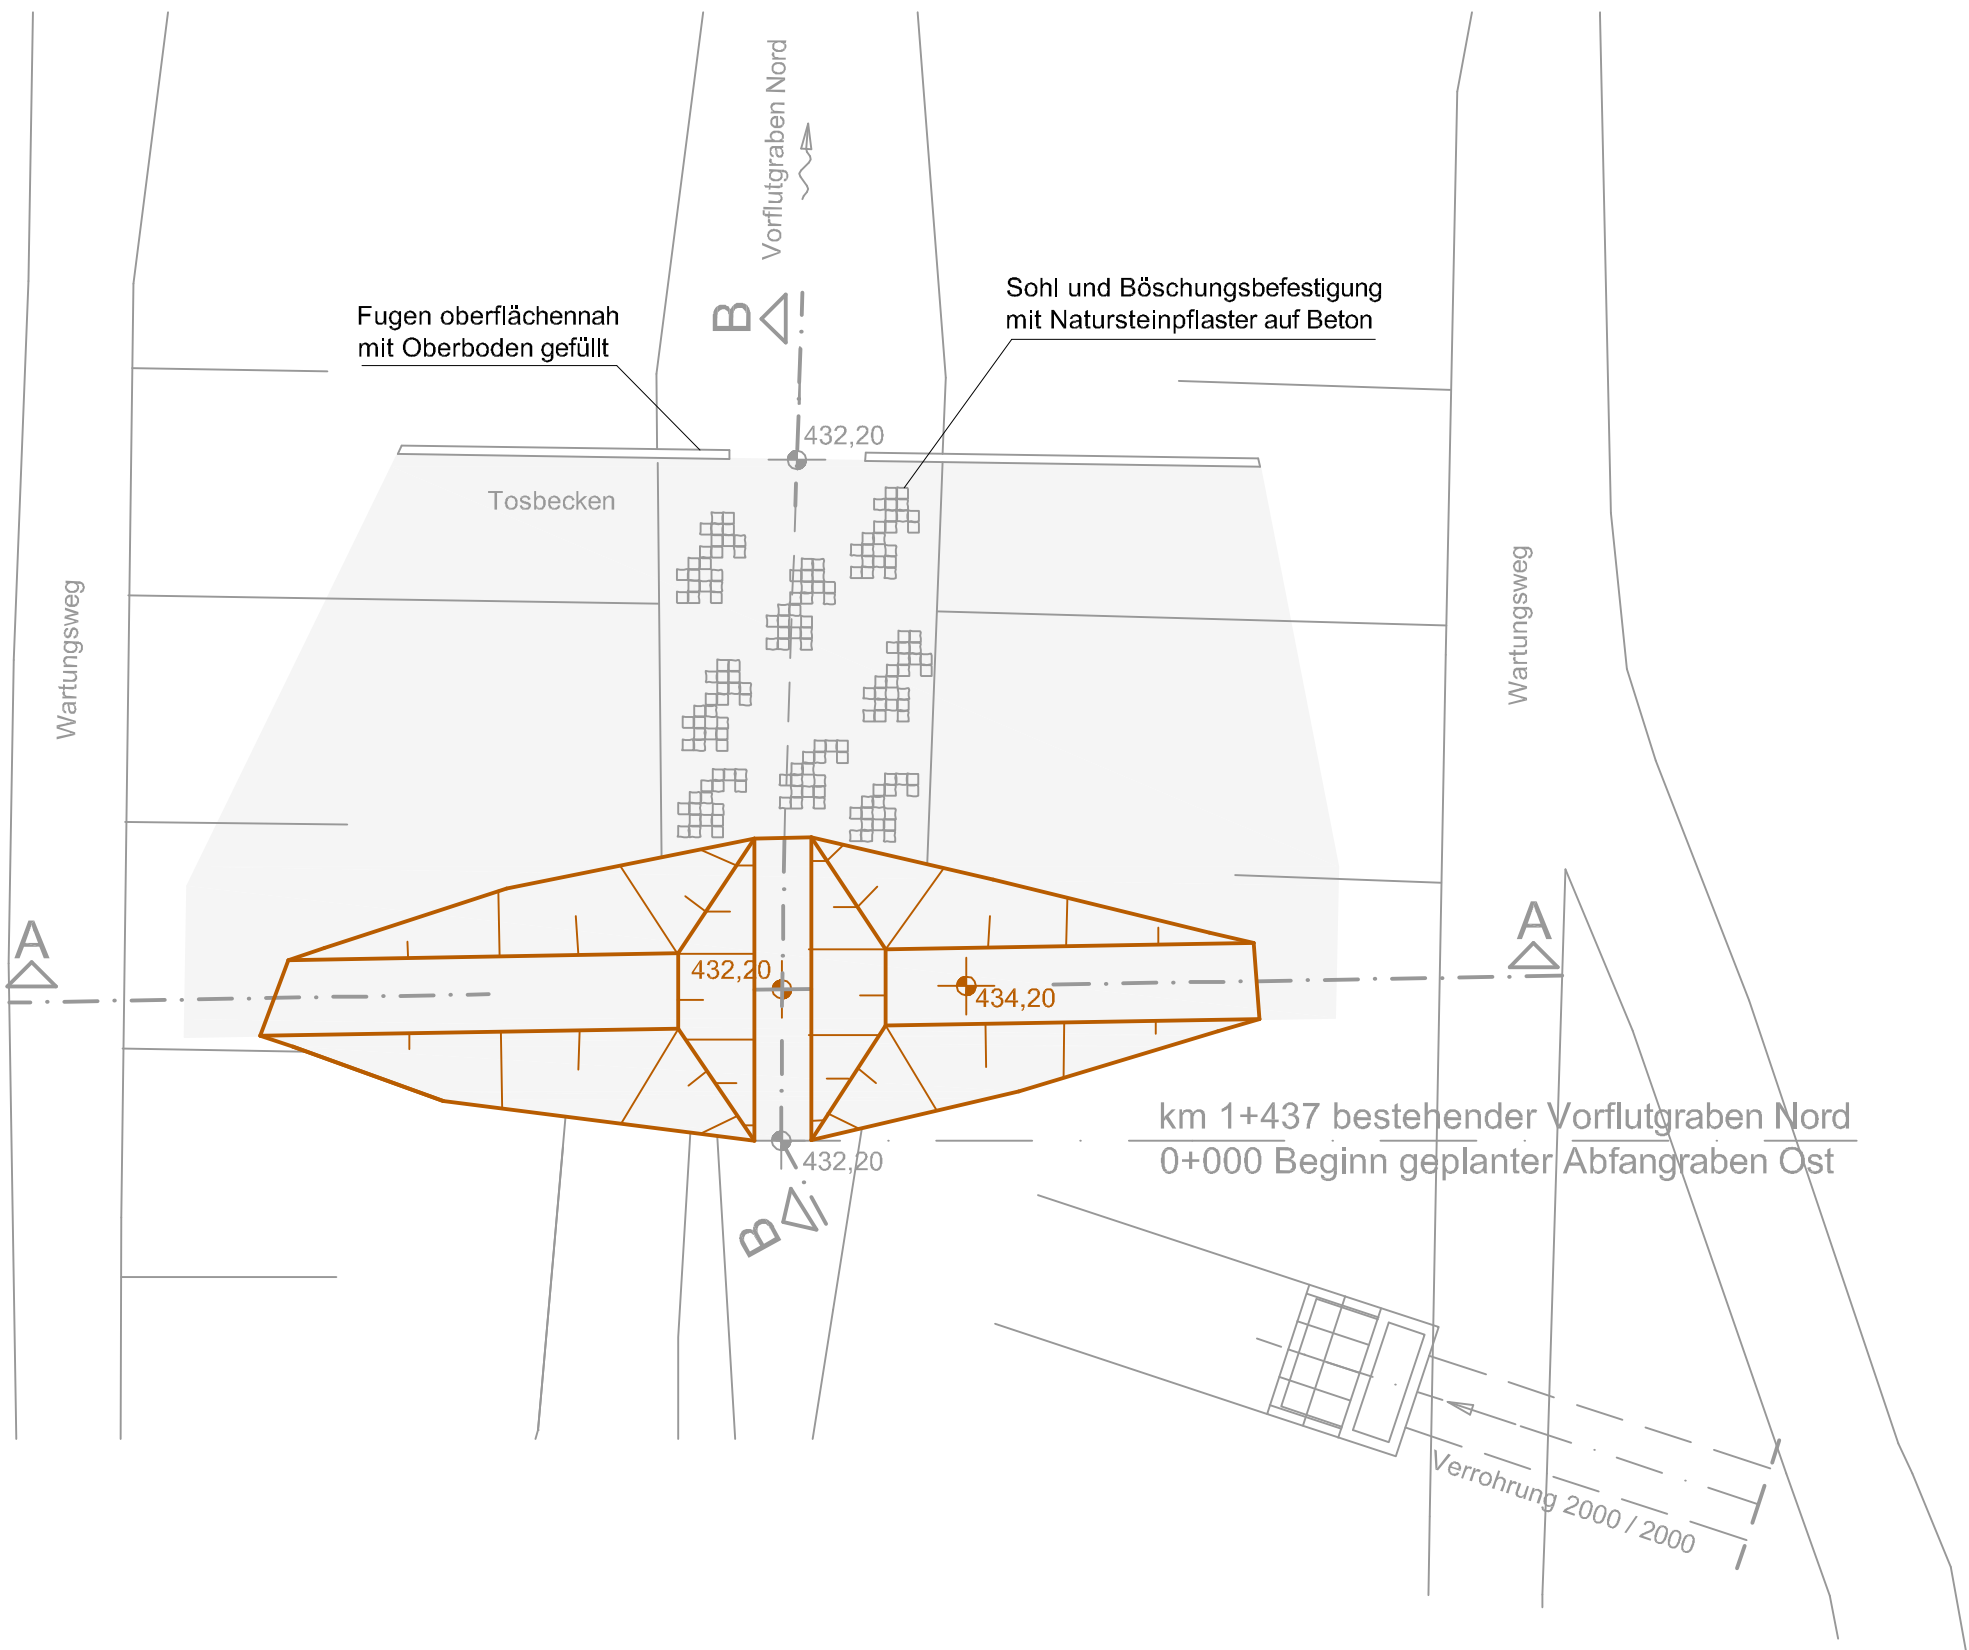 Vorflutgraben Nord
B
Sohl und Böschungsbefestigung
mit Natursteinpflaster auf Beton
Fugen oberflächennah
mit Oberboden gefüllt
432,20
Tosbecken
Wartungsweg
Wartungsweg
A
A
432,20
434,20
km 1+437 bestehender Vorflutgraben Nord
0+000 Beginn geplanter Abfangraben Ost
432,20
B
Verrohrung 2000 / 2000